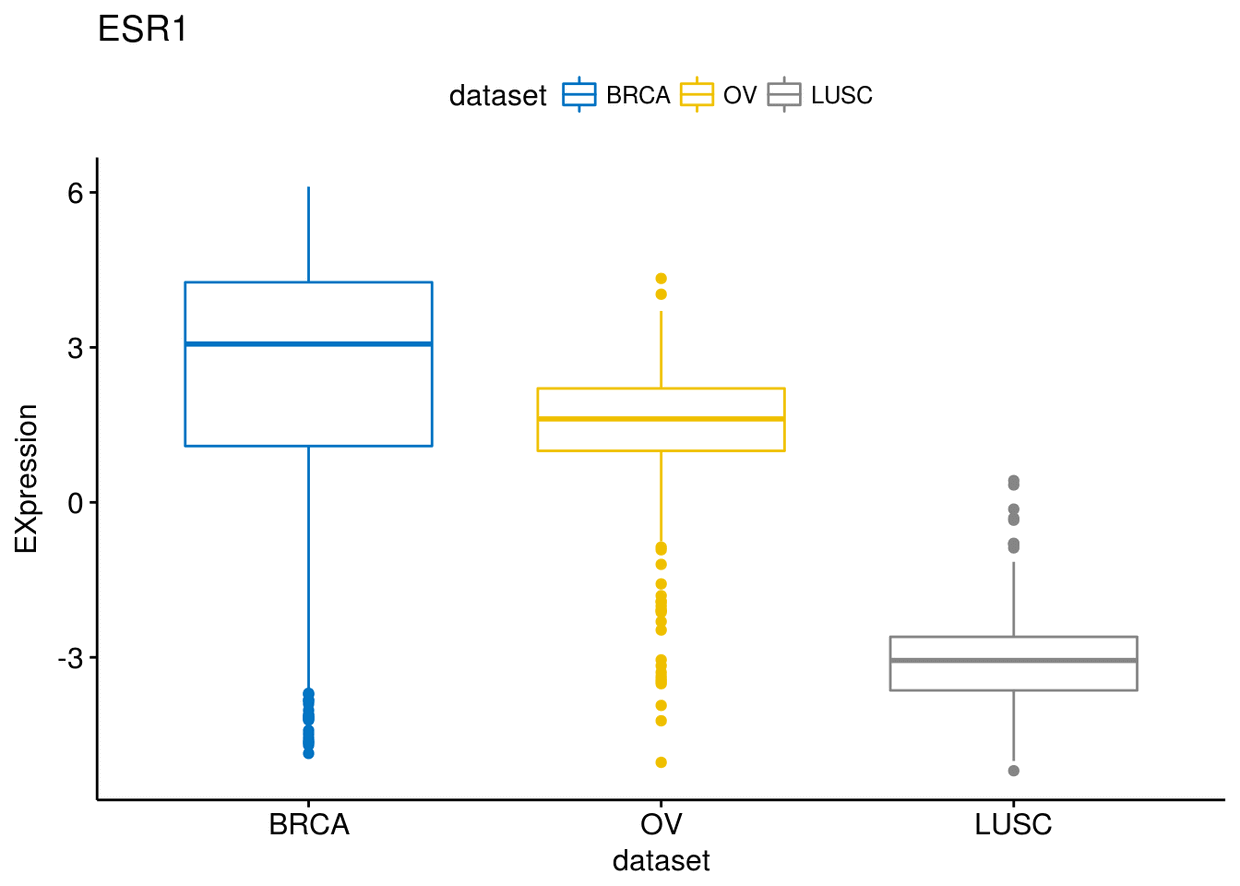 ESR1
dataset BRCA OV LUSC
6
3
0
-3
EXpression
BRCA OV LUSC
dataset